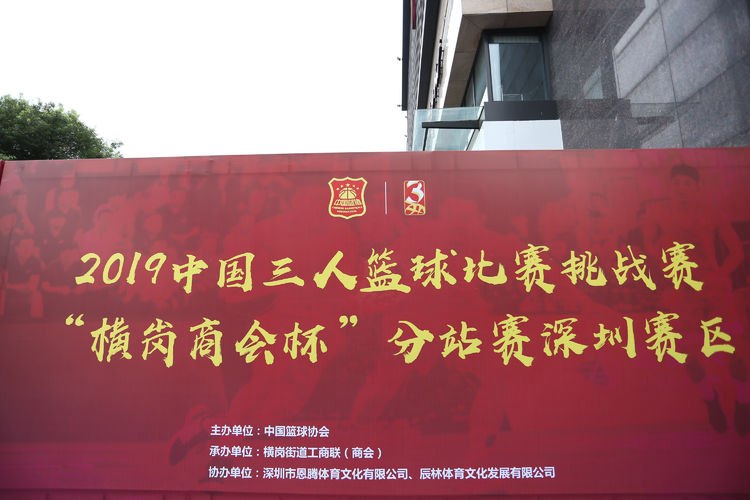 2019中国三人篮球比赛挑战赛
“横岗商会杯”分站赛深圳赛区
主办单位：中国篮球协会
承办单位：横岗街道工商联（商会）
协办单位：深圳市恩腾体育文化有限公司、辰林体育文化发展有限公司